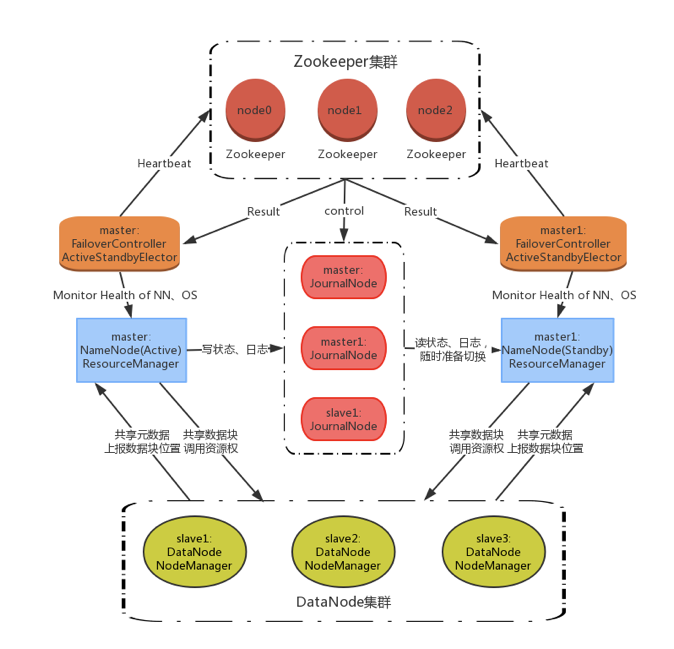 Zookeeper集群
node0
node1
node2
Zookeeper
Zookeeper
Zookeeper
Heartbeat
Heartbeat
Result
control
Result
master:
FailoverController
ActiveStandbyElector
master1:
FailoverController
ActiveStandbyElector
master:
JournalNode
Monitor Health of NN、OS
Monitor Health of NN、OS
master:
NameNode(Active)
ResourceManager
写状态、日志
master1:
JournalNode
读状态、日志，
随时准备切换
master1:
NameNode(Standby)
ResourceManager
slave1:
JournalNode
共享元数据
上报数据块位置
共享数据块
调用资源权
共享数据块
调用资源权
共享元数据
上报数据块位置
slave1:
DataNode
NodeManager
slave2:
DataNode
NodeManager
slave3:
DataNode
NodeManager
DataNode集群